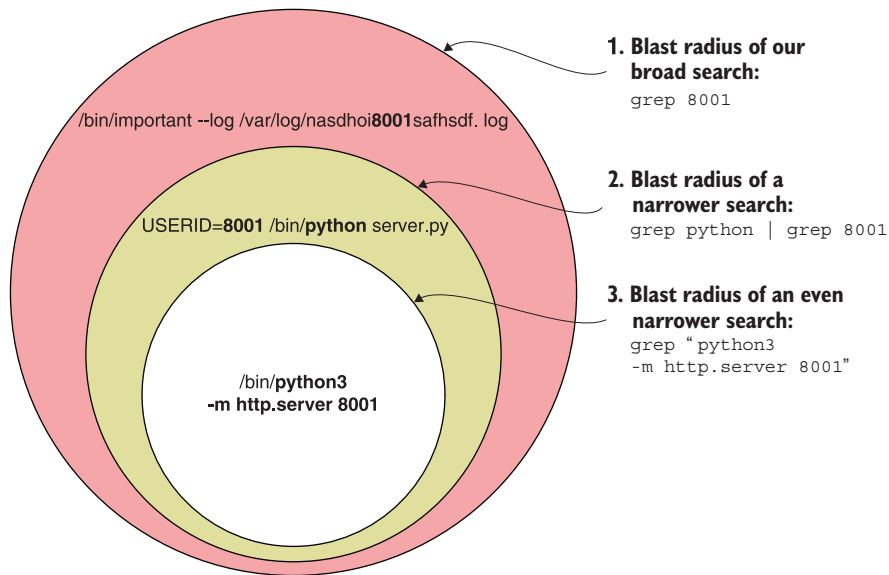 1. Blast radius of our
broad search:
grep 8001
/bin/important --log /var/log/nasdhoi8001safhsdf. log
2. Blast radius of a
narrower search:
grep python | grep 8001
USERID=8001 /bin/python server.py
3. Blast radius of an even
narrower search:
grep “python3
-m http.server 8001”
/bin/python3
-m http.server 8001